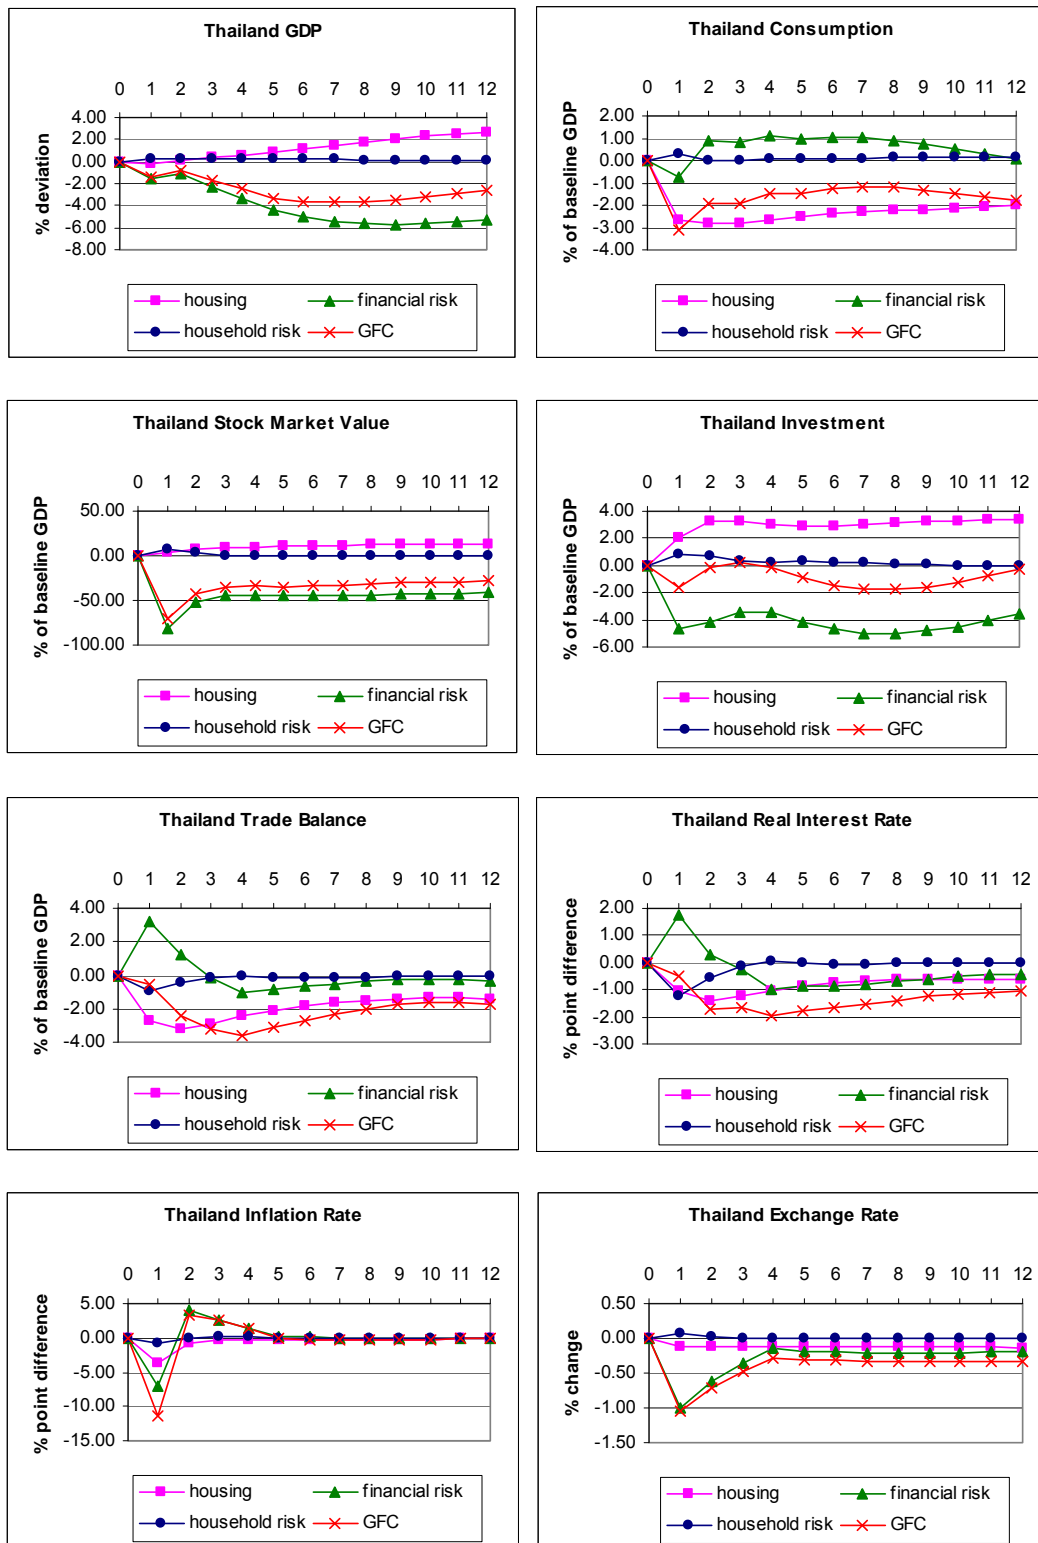 Thailand GDP
0 1 2 3 4 5 6 7 8 9 10 11 12
4.00
2.00
0.00
-2.00
-4.00
-6.00
-8.00
% deviation
housing financial risk
household risk GFC
Thailand Consumption
0 1 2 3 4 5 6 7 8 9 10 11 12
2.00
1.00
0.00
-1.00
-2.00
-3.00
-4.00
% of baseline GDP
housing financial risk
household risk GFC
Thailand Stock Market Value
0 1 2 3 4 5 6 7 8 9 10 11 12
50.00
0.00
-50.00
-100.00
% of baseline GDP
housing financial risk
household risk GFC
Thailand Investment
0 1 2 3 4 5 6 7 8 9 10 11 12
4.00
2.00
0.00
-2.00
-4.00
-6.00
% of baseline GDP
housing financial risk
household risk GFC
Thailand Trade Balance
0 1 2 3 4 5 6 7 8 9 10 11 12
4.00
2.00
0.00
-2.00
-4.00
% of baseline GDP
housing financial risk
household risk GFC
Thailand Real Interest Rate
0 1 2 3 4 5 6 7 8 9 10 11 12
2.00
1.00
0.00
-1.00
-2.00
-3.00
% point difference
housing financial risk
household risk GFC
Thailand Inflation Rate
0 1 2 3 4 5 6 7 8 9 10 11 12
5.00
0.00
-5.00
-10.00
-15.00
% point difference
housing financial risk
household risk GFC
Thailand Exchange Rate
0 1 2 3 4 5 6 7 8 9 10 11 12
0.50
0.00
-0.50
-1.00
-1.50
% change
housing financial risk
household risk GFC